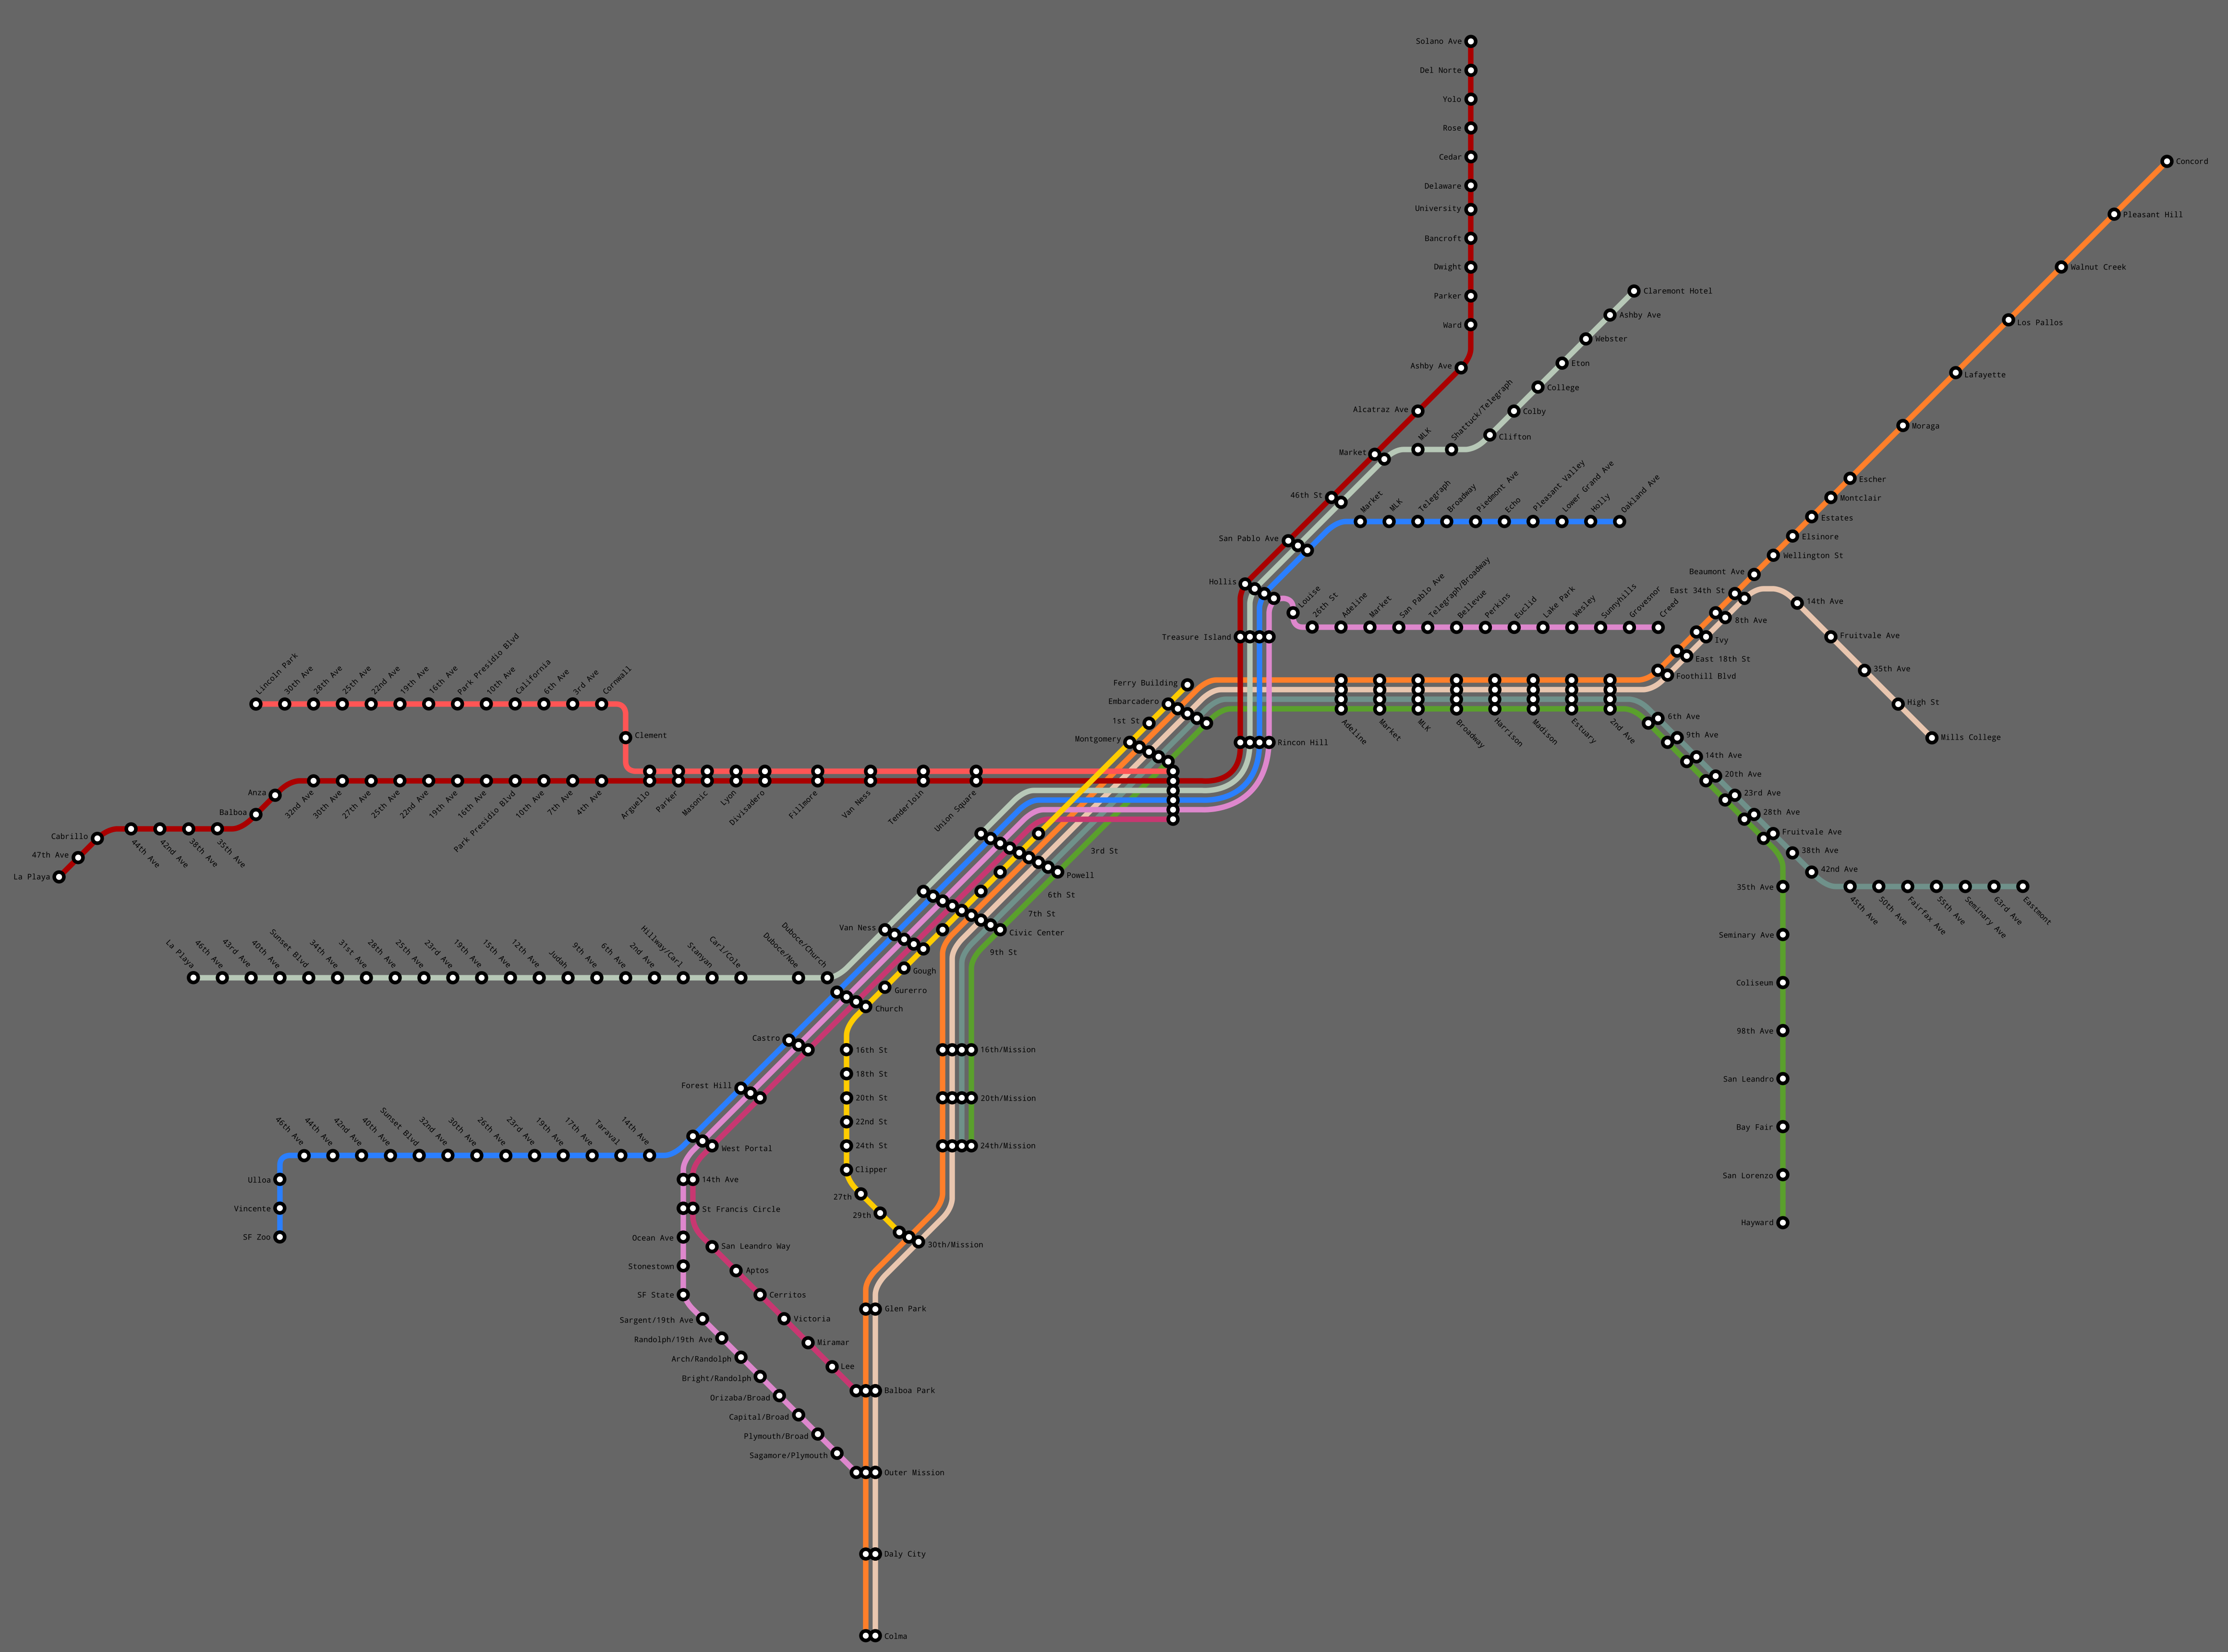 Solano Ave
Del Norte
Yolo
Rose
Cedar
Delaware
University
Bancroft
Dwight
Parker
Ward
Ashby Ave
Alcatraz Ave
Market
46th St
San Pablo Ave
Hollis
Treasure Island
Rincon Hill
Claremont Hotel
Ashby Ave
Webster
Eton
College
Colby
Clifton
Shattuck/Telegraph
MLK
Market
MLK
Telegraph
Broadway
Piedmont Ave
Echo
Pleasant Valley
Lower Grand Ave
Holly
Oakland Ave
Louise
26th St
Adeline
Market
San Pablo Ave
Telegraph/Broadway
Bellevue
Perkins
Euclid
Lake Park
Wesley
Sunnyhills
Grovesnor
Creed
Concord
Pleasant Hill
Walnut Creek
Los Pallos
Lafayette
Moraga
Escher
Montclair
Estates
Elsinore
Wellington St
Beaumont Ave
East 34th St
8th Ave
Ivy
East 18th St
Foothill Blvd
14th Ave
Fruitvale Ave
35th Ave
High St
Mills College
Adeline
Market
MLK
Broadway
Harrison
Madison
Estuary
2nd Ave
6th Ave
9th Ave
14th Ave
20th Ave
23rd Ave
28th Ave
Fruitvale Ave
38th Ave
42nd Ave
45th Ave
50th Ave
Fairfax Ave
55th Ave
Seminary Ave
63rd Ave
Eastmont
35th Ave
Seminary Ave
Coliseum
98th Ave
San Leandro
Bay Fair
San Lorenzo
Hayward
Lincoln Park
30th Ave
28th Ave
25th Ave
22nd Ave
19th Ave
16th Ave
Park Presidio Blvd
10th Ave
California
6th Ave
3rd Ave
Cornwall
Clement
Anza
Balboa
Cabrillo
47th Ave
La Playa
44th Ave
42nd Ave
38th Ave
35th Ave
32nd Ave
30th Ave
27th Ave
25th Ave
22nd Ave
19th Ave
16th Ave
Park Presidio Blvd
10th Ave
7th Ave
4th Ave
Arguello
Parker
Masonic
Lyon
Divisadero
Fillmore
Van Ness
Tenderloin
Union Square
Ferry Building
Embarcadero
1st St
Montgomery
3rd St
Powell
6th St
7th St
Civic Center
9th St
Van Ness
Gough
Gurerro
Church
La Playa
46th Ave
43rd Ave
40th Ave
Sunset Blvd
34th Ave
31st Ave
28th Ave
25th Ave
23rd Ave
19th Ave
15th Ave
12th Ave
Judah
9th Ave
6th Ave
2nd Ave
Hillway/Carl
Stanyan
Carl/Cole
Duboce/Noe
Duboce/Church
Castro
Forest Hill
West Portal
46th Ave
44th Ave
42nd Ave
40th Ave
Sunset Blvd
32nd Ave
30th Ave
26th Ave
23rd Ave
19th Ave
17th Ave
Taraval
14th Ave
Ulloa
Vincente
SF Zoo
16th St
18th St
20th St
22nd St
24th St
Clipper
27th
29th
30th/Mission
16th/Mission
20th/Mission
24th/Mission
14th Ave
St Francis Circle
Ocean Ave
Stonestown
SF State
Sargent/19th Ave
Randolph/19th Ave
Arch/Randolph
Bright/Randolph
Orizaba/Broad
Capital/Broad
Plymouth/Broad
Sagamore/Plymouth
San Leandro Way
Aptos
Cerritos
Victoria
Miramar
Lee
Glen Park
Balboa Park
Outer Mission
Daly City
Colma